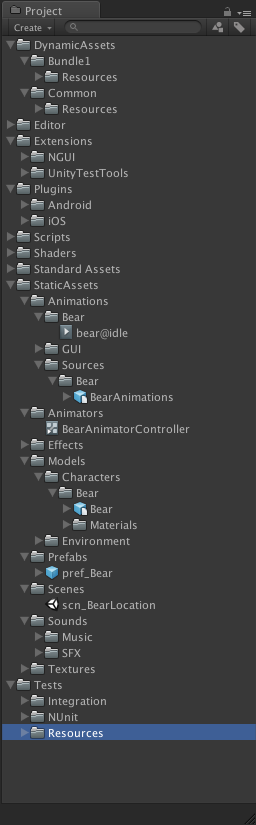 Project
Create
DynamicAssets
Bundle1
Resources
Common
Resources
Editor
Extensions
NGUI
UnityTestTools
Plugins
Android
iOS
Scripts
Shaders
Standard Assets
StaticAssets
Animations
Bear
bear@idle
GUI
Sources
Bear
BearAnimations
Animators
BearAnimatorController
Effects
Models
Characters
Bear
Bear
Materials
Environment
Prefabs
pref_Bear
Scenes
scn_BearLocation
Sounds
Music
SFX
Textures
Tests
Integration
NUnit
Resources